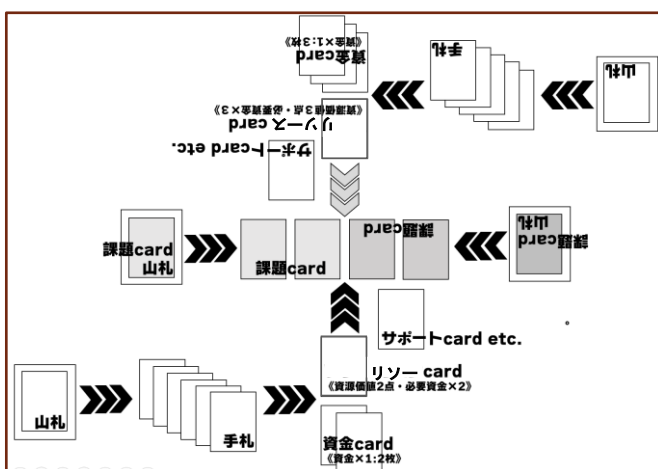 《資金×1:3枚》
資金card
手札
山札
《資源価値3点・必要資金×3》
リソースcard
サポートcard etc.
課題card
山札
課題card
課題card
課題card
山札
サポートcard etc.
リソーcard
《資源価値2点・必要資金×2》
山札
手札
資金card
《資金×1:2枚》